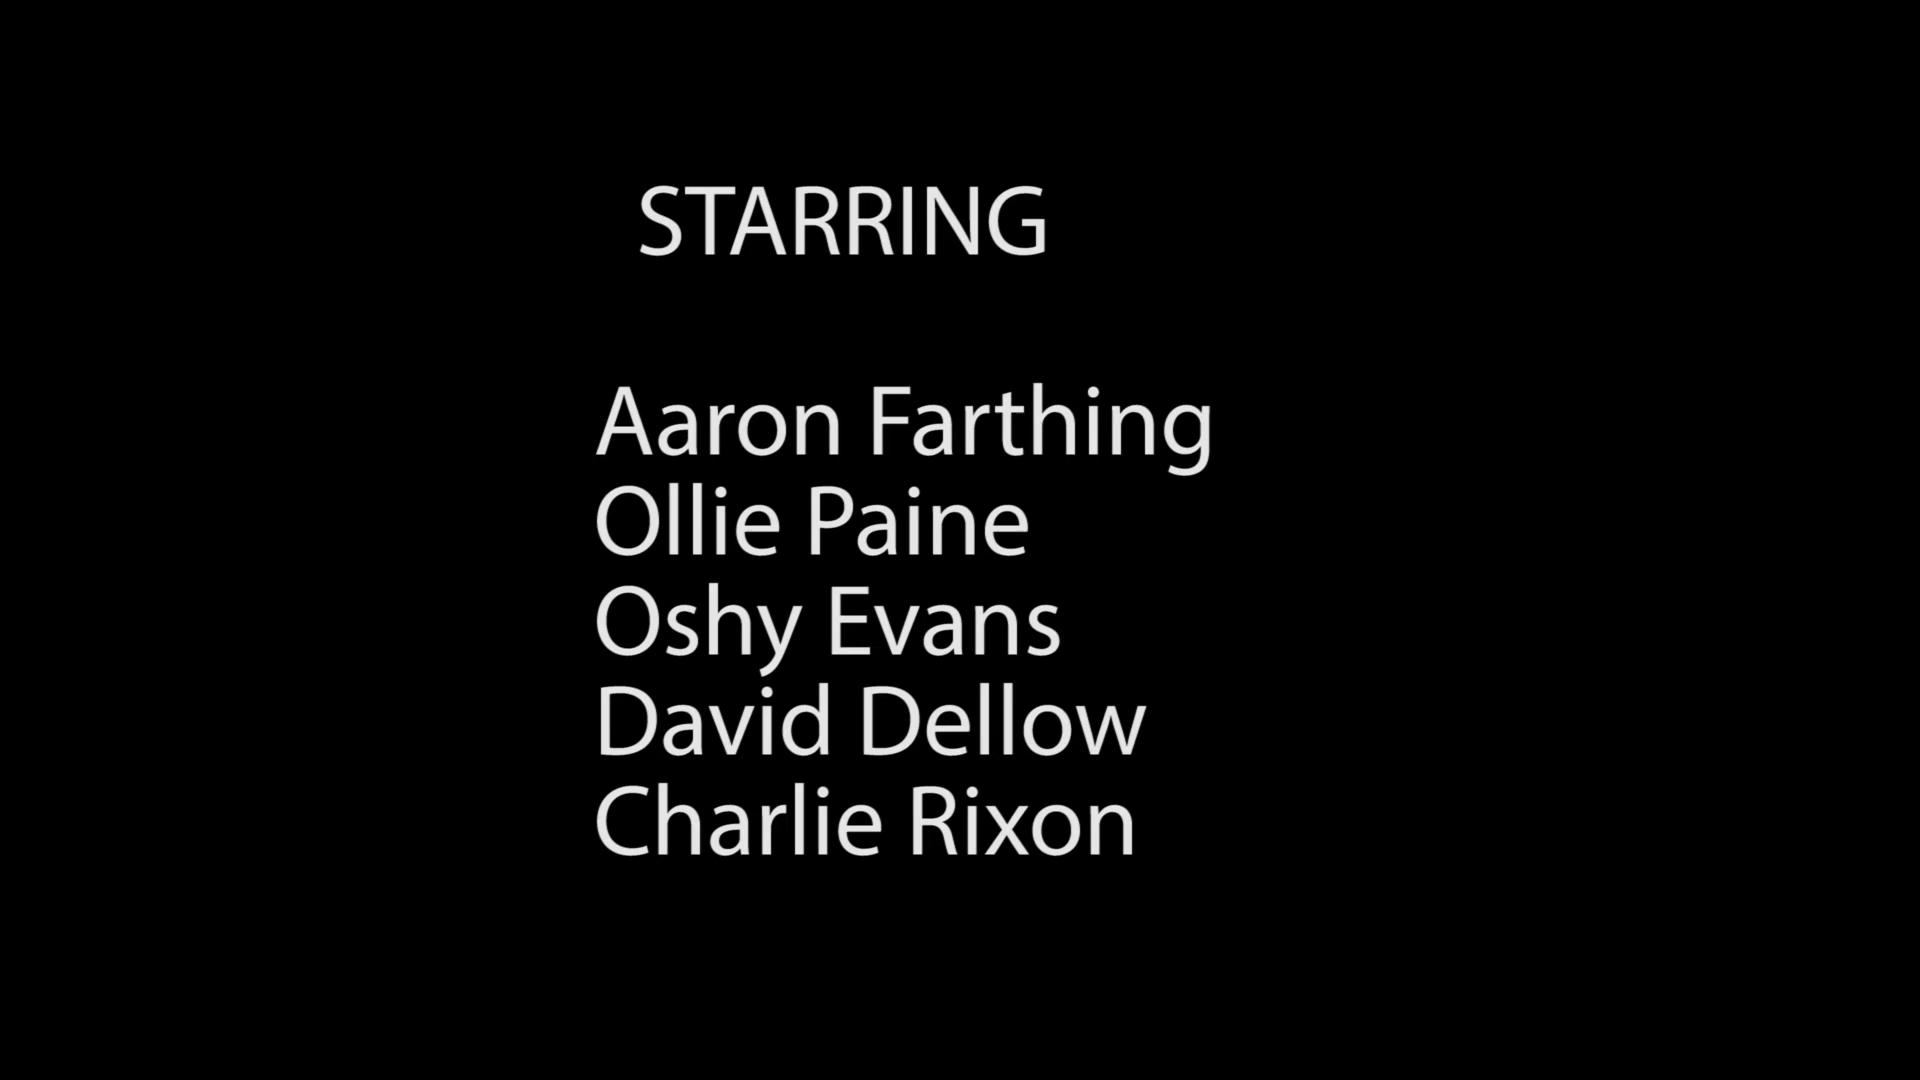 STARRING
Aaron Farthing
Ollie Paine
Oshy Evans
David Dellow
Charlie Rixon